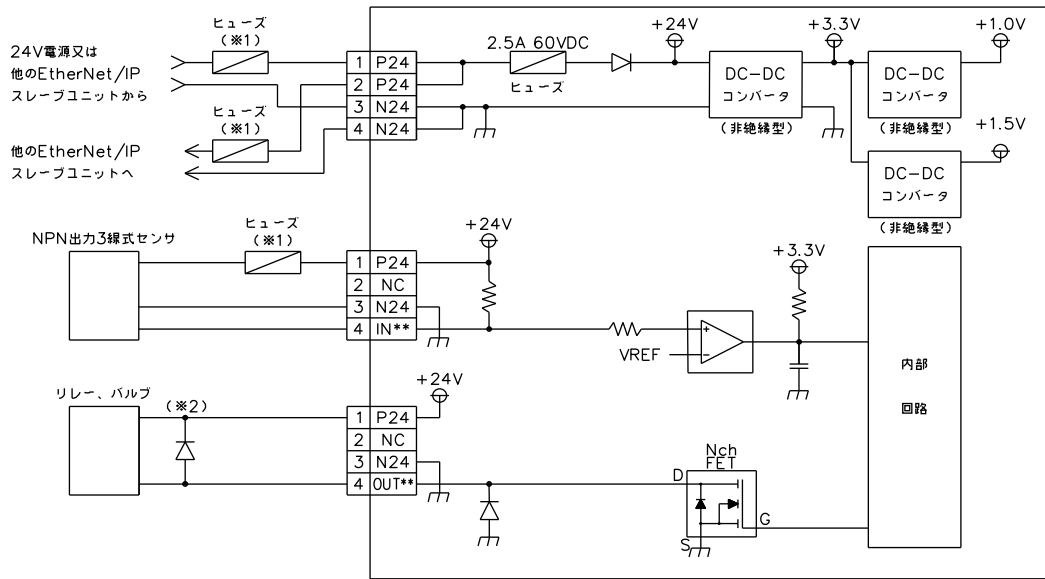 24V電源又は
他のEtherNet/IP
スレーブユニットから
ヒューズ
(※1)
ヒューズ
(※1)
他のEtherNet/IP
スレーブユニットへ
1 P24
2 P24
3 N24
4 N24
2.5A 60VDC
ヒューズ
+24V
DC-DC
コンバータ
(非絶縁型)
+3.3V
DC-DC
コンバータ
(非絶縁型)
+1.0V
DC-DC
コンバータ
(非絶縁型)
+1.5V
NPN出力3線式センサ
ヒューズ
(※1)
1 P24
2 NC
3 N24
4 IN**
+24V
VREF
+
-
+3.3V
内部
回路
リレー、バルブ
(※2)
1 P24
2 NC
3 N24
4 OUT**
+24V
Nch
FET
D
G
S